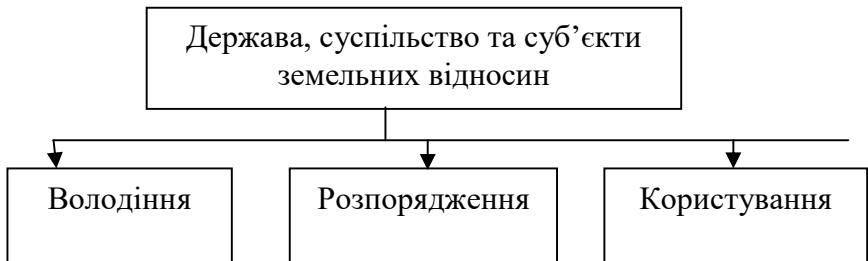 Держава, суспільство та суб’єкти
земельних відносин
Володіння
Розпорядження
Користування